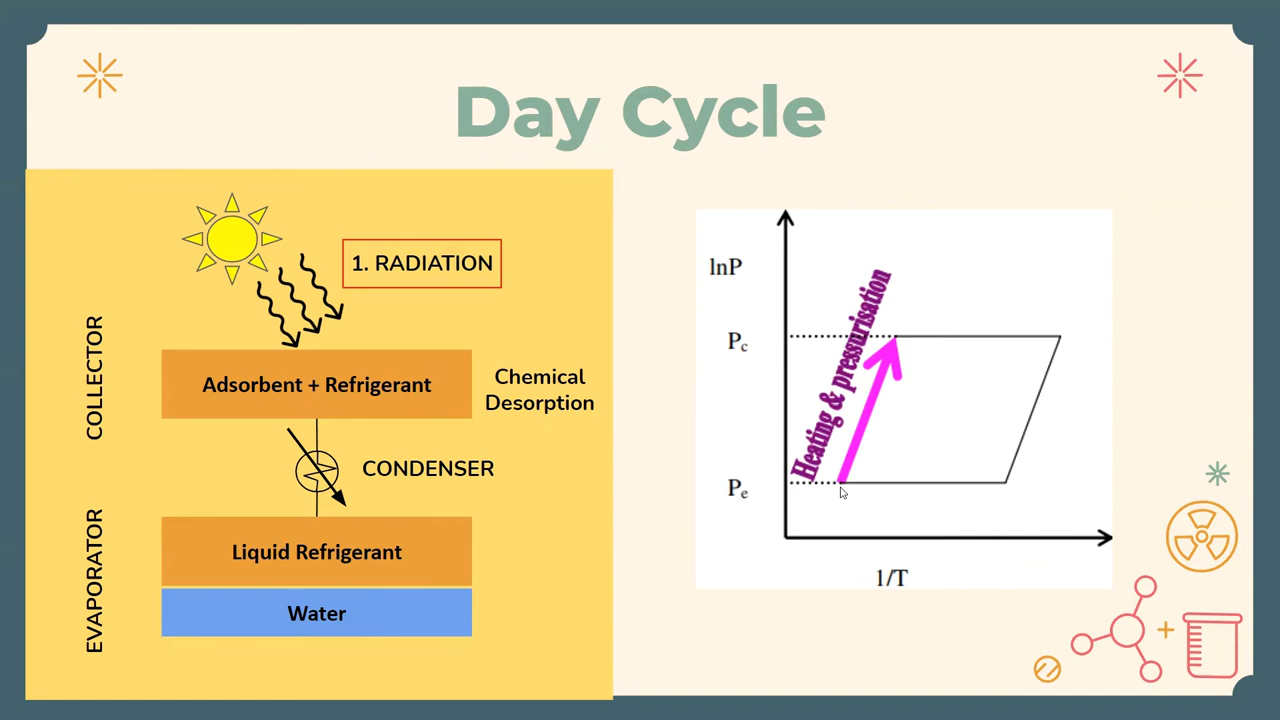 Day Cycle
1. RADIATION
COLLECTOR
Adsorbent + Refrigerant
Chemical
Desorption
CONDENSER
EVAPORATOR
Liquid Refrigerant
Water
lnP
Heating & pressurisation
Pc
Pe
1/T